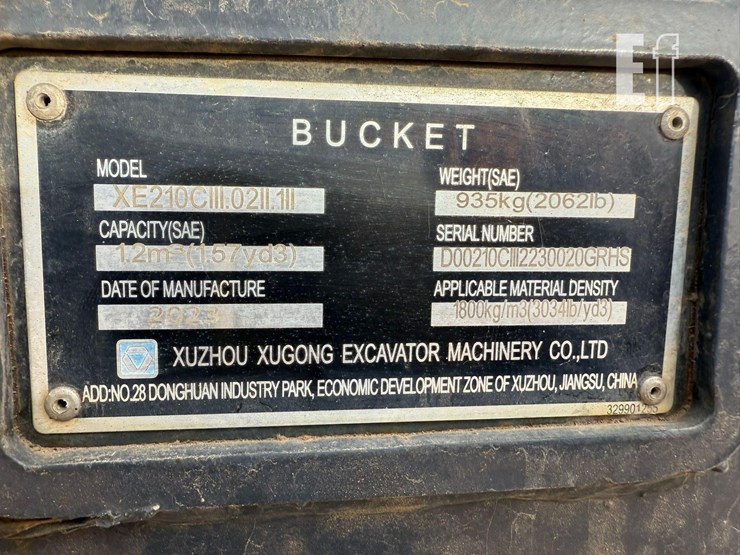 Ef
BUCKET
MODEL
XE210CIII.02II.1II
WEIGHT(SAE)
935kg(2062lb)
CAPACITY(SAE)
1.2m³(1.57yd3)
SERIAL NUMBER
D00210CIII2230020GRHS
DATE OF MANUFACTURE
APPLICABLE MATERIAL DENSITY
1800kg/m3(3034lb/yd3)
XUZHOU XUGONG EXCAVATOR MACHINERY CO.,LTD
ADD:NO.28 DONGHUAN INDUSTRY PARK, ECONOMIC DEVELOPMENT ZONE OF XUZHOU, JIANGSU, CHINA